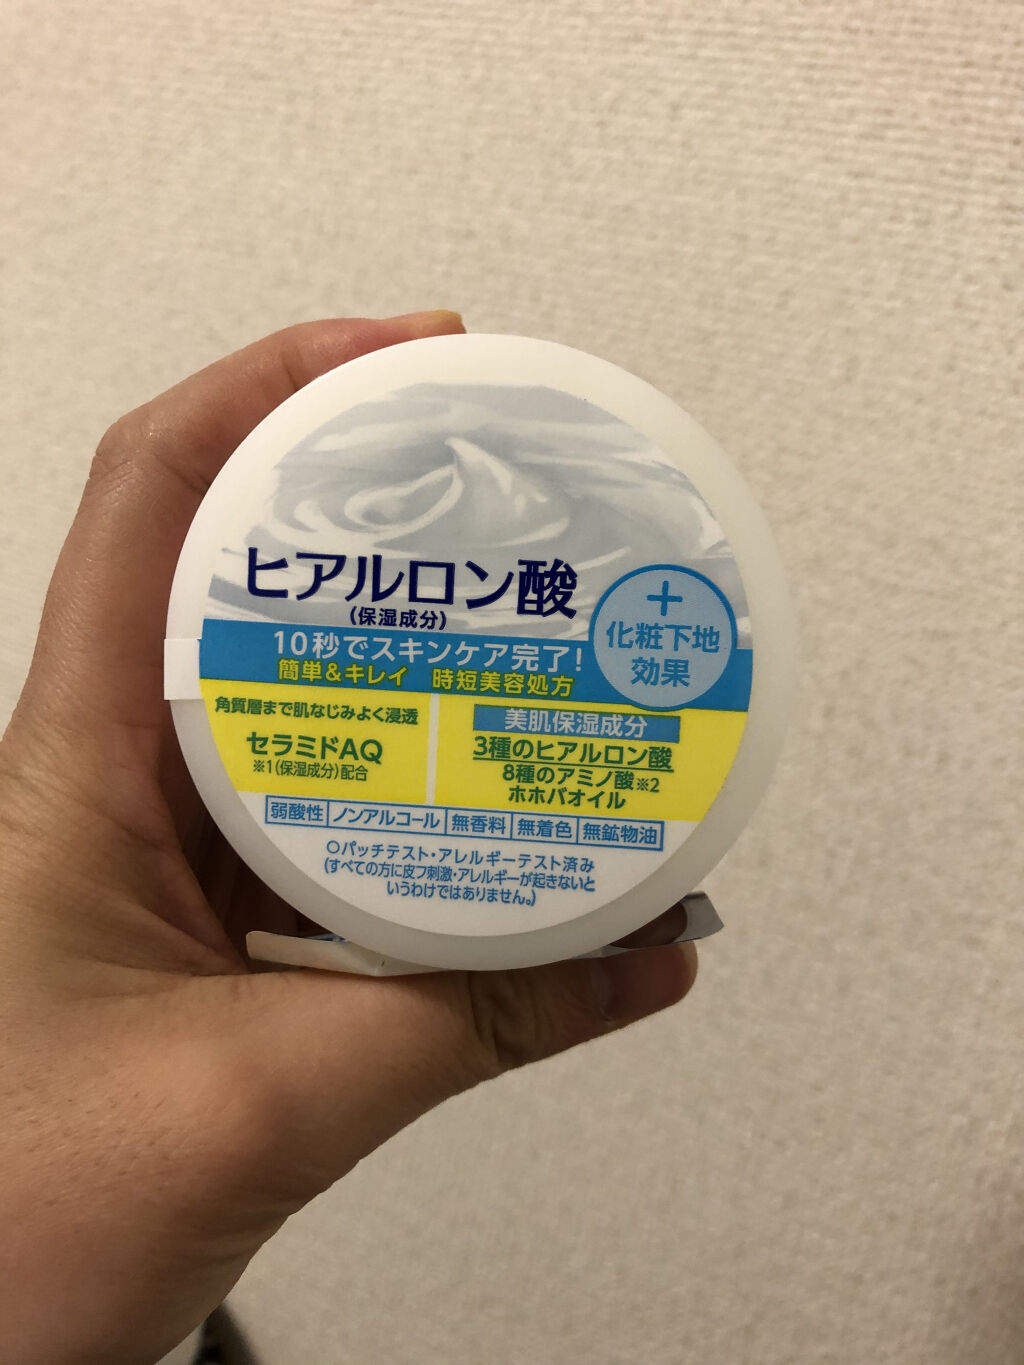 ヒアルロン酸
(保湿成分)
+
化粧下地
効果
10秒でスキンケア完了!
簡単&キレイ 時短美容処方
角質層まで肌なじみよく浸透
セラミドAQ
※1(保湿成分)配合
美肌保湿成分
3種のヒアルロン酸
8種のアミノ酸※2
ホホバオイル
弱酸性 ノンアルコール 無香料 無着色 無鉱物油
○パッチテスト・アレルギーテスト済み
(すべての方に皮フ刺激・アレルギーが起きないと
いうわけではありません。)